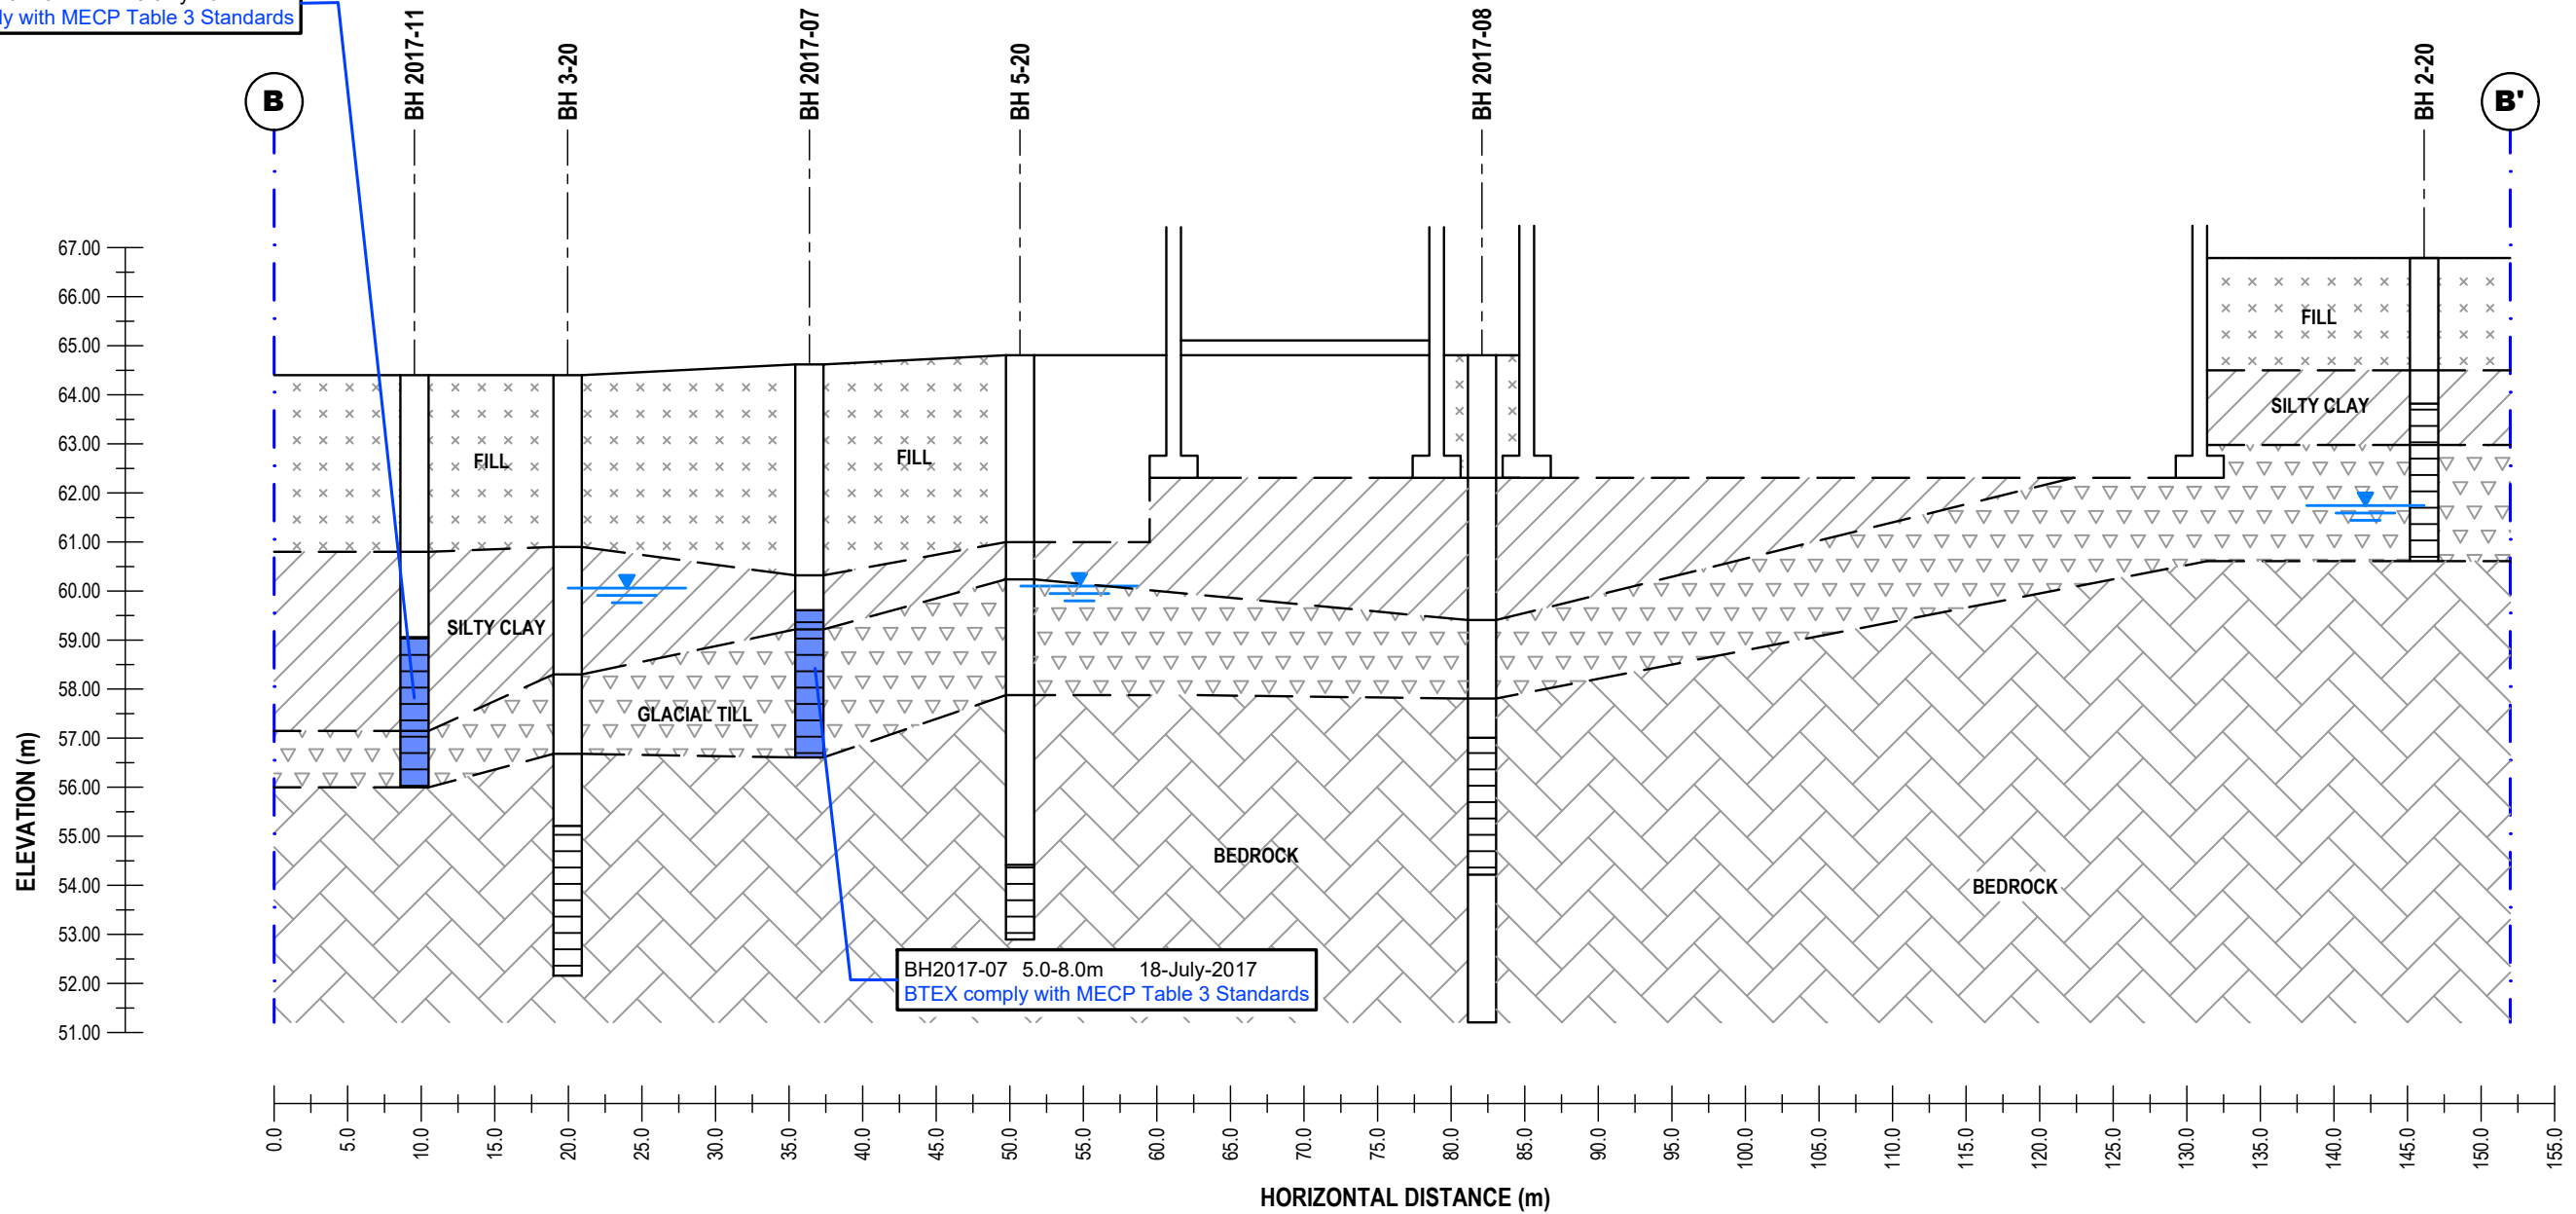 ly with MECP Table 3 Standards
BH 2017-11
BH 3-20
BH 2017-07
BH 5-20
BH 2017-08
BH 2-20
B
B'
67.00
66.00
65.00
64.00
63.00
62.00
61.00
60.00
59.00
58.00
57.00
56.00
55.00
54.00
53.00
52.00
51.00
ELEVATION (m)
FILL
FILL
FILL
SILTY CLAY
SILTY CLAY
GLACIAL TILL
BEDROCK
BEDROCK
BH2017-07 5.0-8.0m 18-July-2017
BTEX comply with MECP Table 3 Standards
0.0
5.0
10.0
15.0
20.0
25.0
30.0
35.0
40.0
45.0
50.0
55.0
60.0
65.0
70.0
75.0
80.0
85.0
90.0
95.0
100.0
105.0
110.0
115.0
120.0
125.0
130.0
135.0
140.0
145.0
150.0
155.0
HORIZONTAL DISTANCE (m)